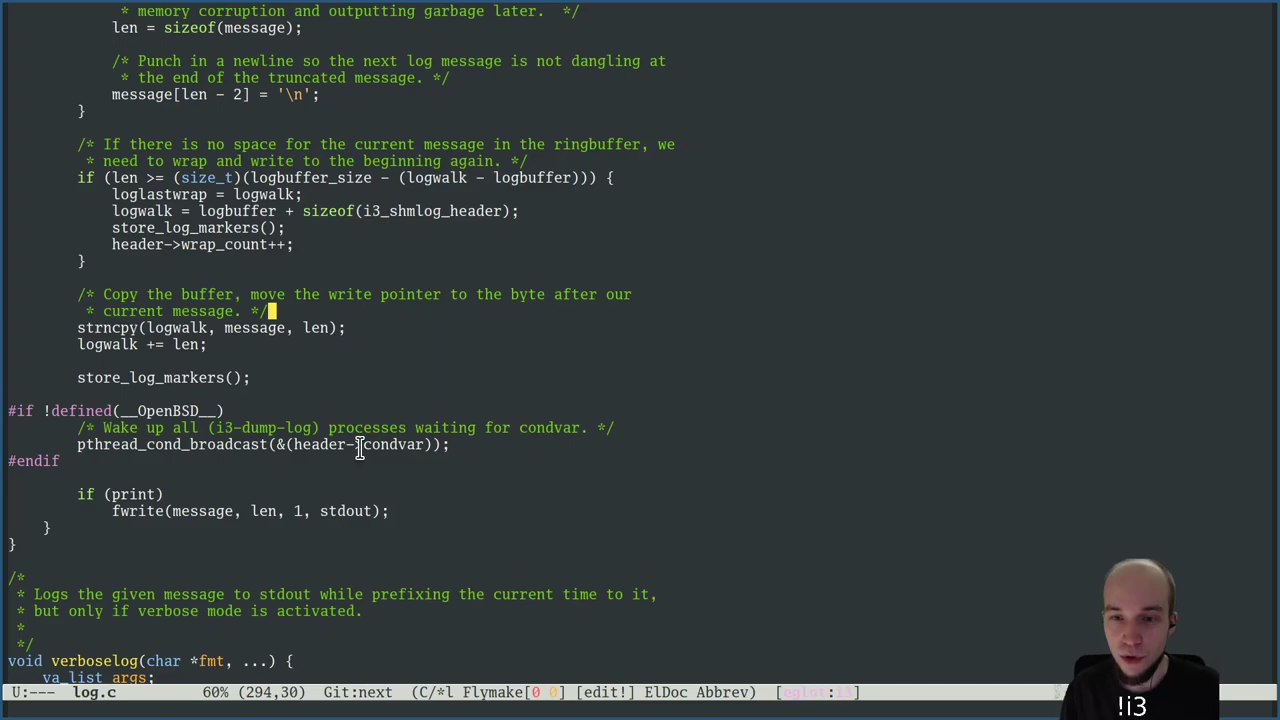 * memory corruption and outputting garbage later.  */
len = sizeof(message);
/* Punch in a newline so the next log message is not dangling at
* the end of the truncated message. */
message[len - 2] = '\n';
}
/* If there is no space for the current message in the ringbuffer, we
* need to wrap and write to the beginning again. */
if (len >= (size_t)(logbuffer_size - (logwalk - logbuffer))) {
loglastwrap = logwalk;
logwalk = logbuffer + sizeof(i3_shmlog_header);
store_log_markers();
header->wrap_count++;
}
/* Copy the buffer, move the write pointer to the byte after our
* current message. */
strncpy(logwalk, message, len);
logwalk += len;
store_log_markers();
#if !defined(__OpenBSD__)
/* Wake up all (i3-dump-log) processes waiting for condvar. */
pthread_cond_broadcast(&(header->condvar));
#endif
if (print)
fwrite(message, len, 1, stdout);
}
}
/*
* Logs the given message to stdout while prefixing the current time to it,
* but only if verbose mode is activated.
*
*/
void verboselog(char *fmt, ...) {
va_list args;
U:---  log.c          60% (294,30)   Git:next  (C/*l Flymake[0 0] [edit!] ElDoc Abbrev)  [eglot:i3]
!i3